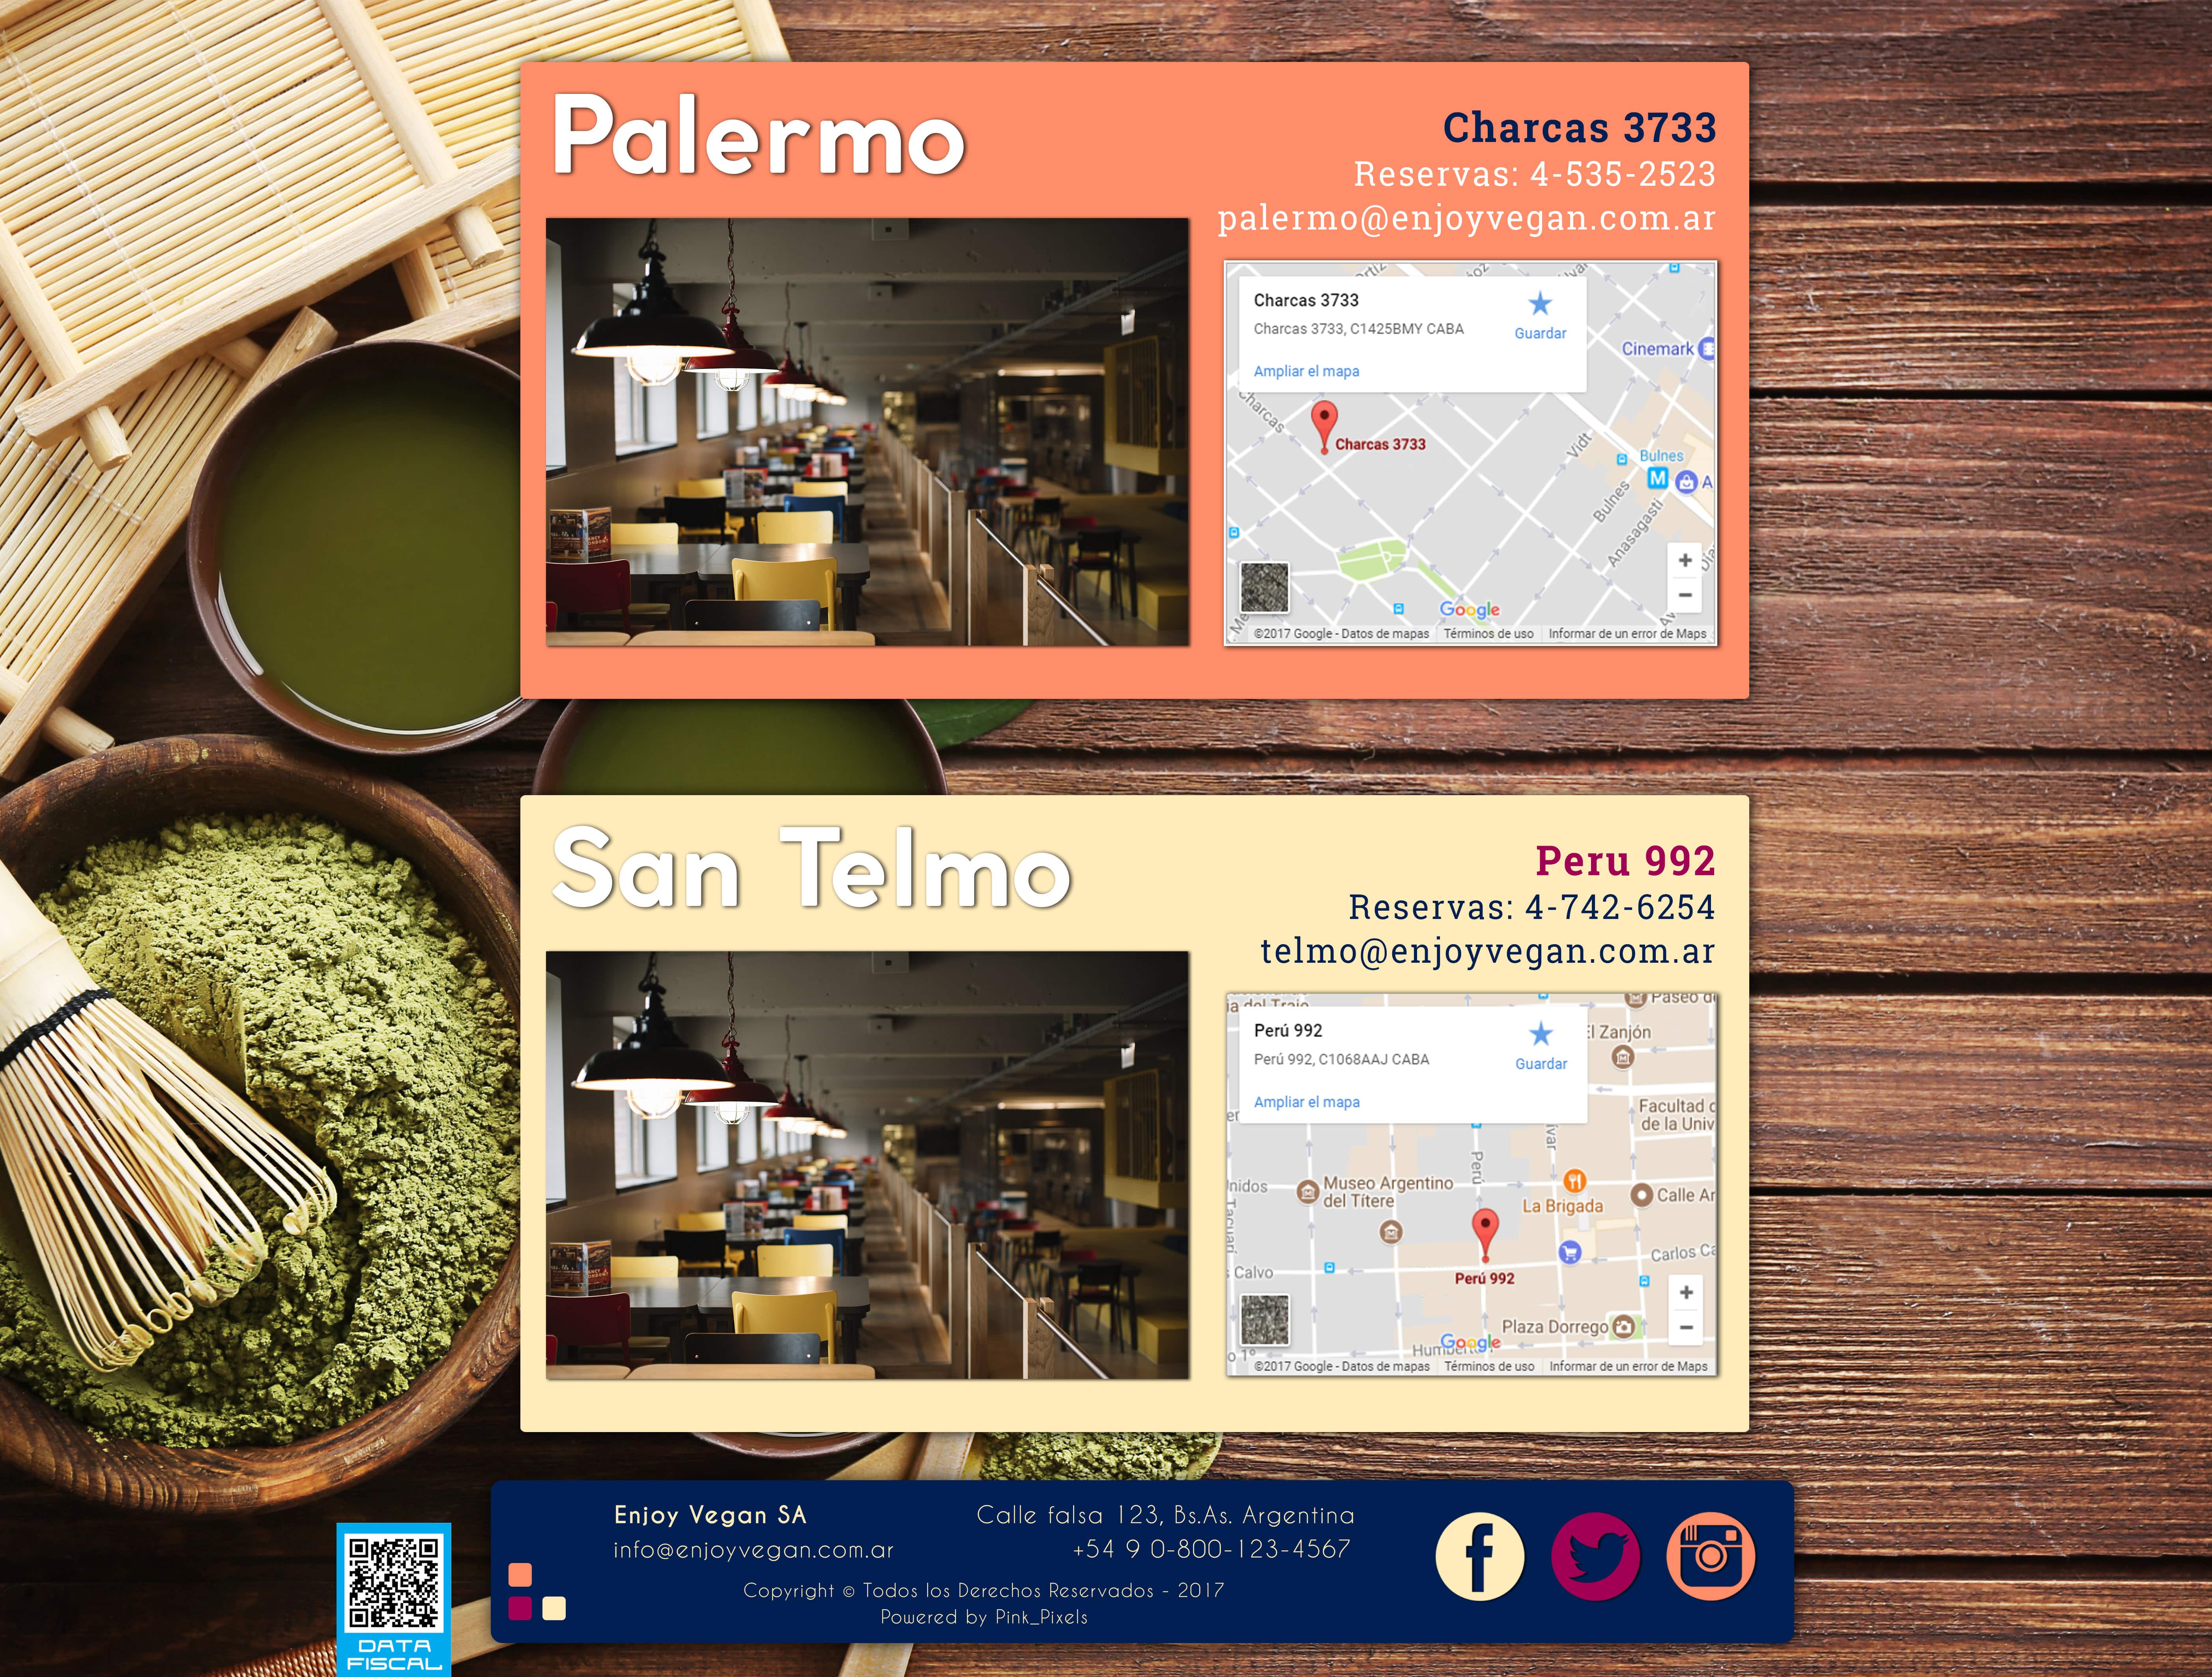 Palermo
Charcas 3733
Reservas: 4-535-2523
palermo@enjoyvegan.com.ar
Charcas 3733
Charcas 3733, C1425BMY CABA
Guardar
Ampliar el mapa
Cinemark
Charcas
Charcas 3733
Vidt
Bulnes
M
A
Bulnes
Anasagasti
Google
©2017 Google - Datos de mapas Términos de uso Informar de un error de Maps
San Telmo
Peru 992
Reservas: 4-742-6254
telmo@enjoyvegan.com.ar
Paseo d
Perú 992
El Zanjón
Perú 992, C1068AAJ CABA
Guardar
Ampliar el mapa
Facultad
de la Univ
Perú
Museo Argentino
del Títere
La Brigada
Calle Ar
Calvo
Carlos Ca
Perú 992
Plaza Dorrego
Google
©2017 Google - Datos de mapas Términos de uso Informar de un error de Maps
Enjoy Vegan SA
info@enjoyvegan.com.ar
Calle falsa 123, Bs.As. Argentina
+54 9 0-800-123-4567
Copyright © Todos los Derechos Reservados - 2017
Powered by Pink_Pixels
DATA
FISCAL